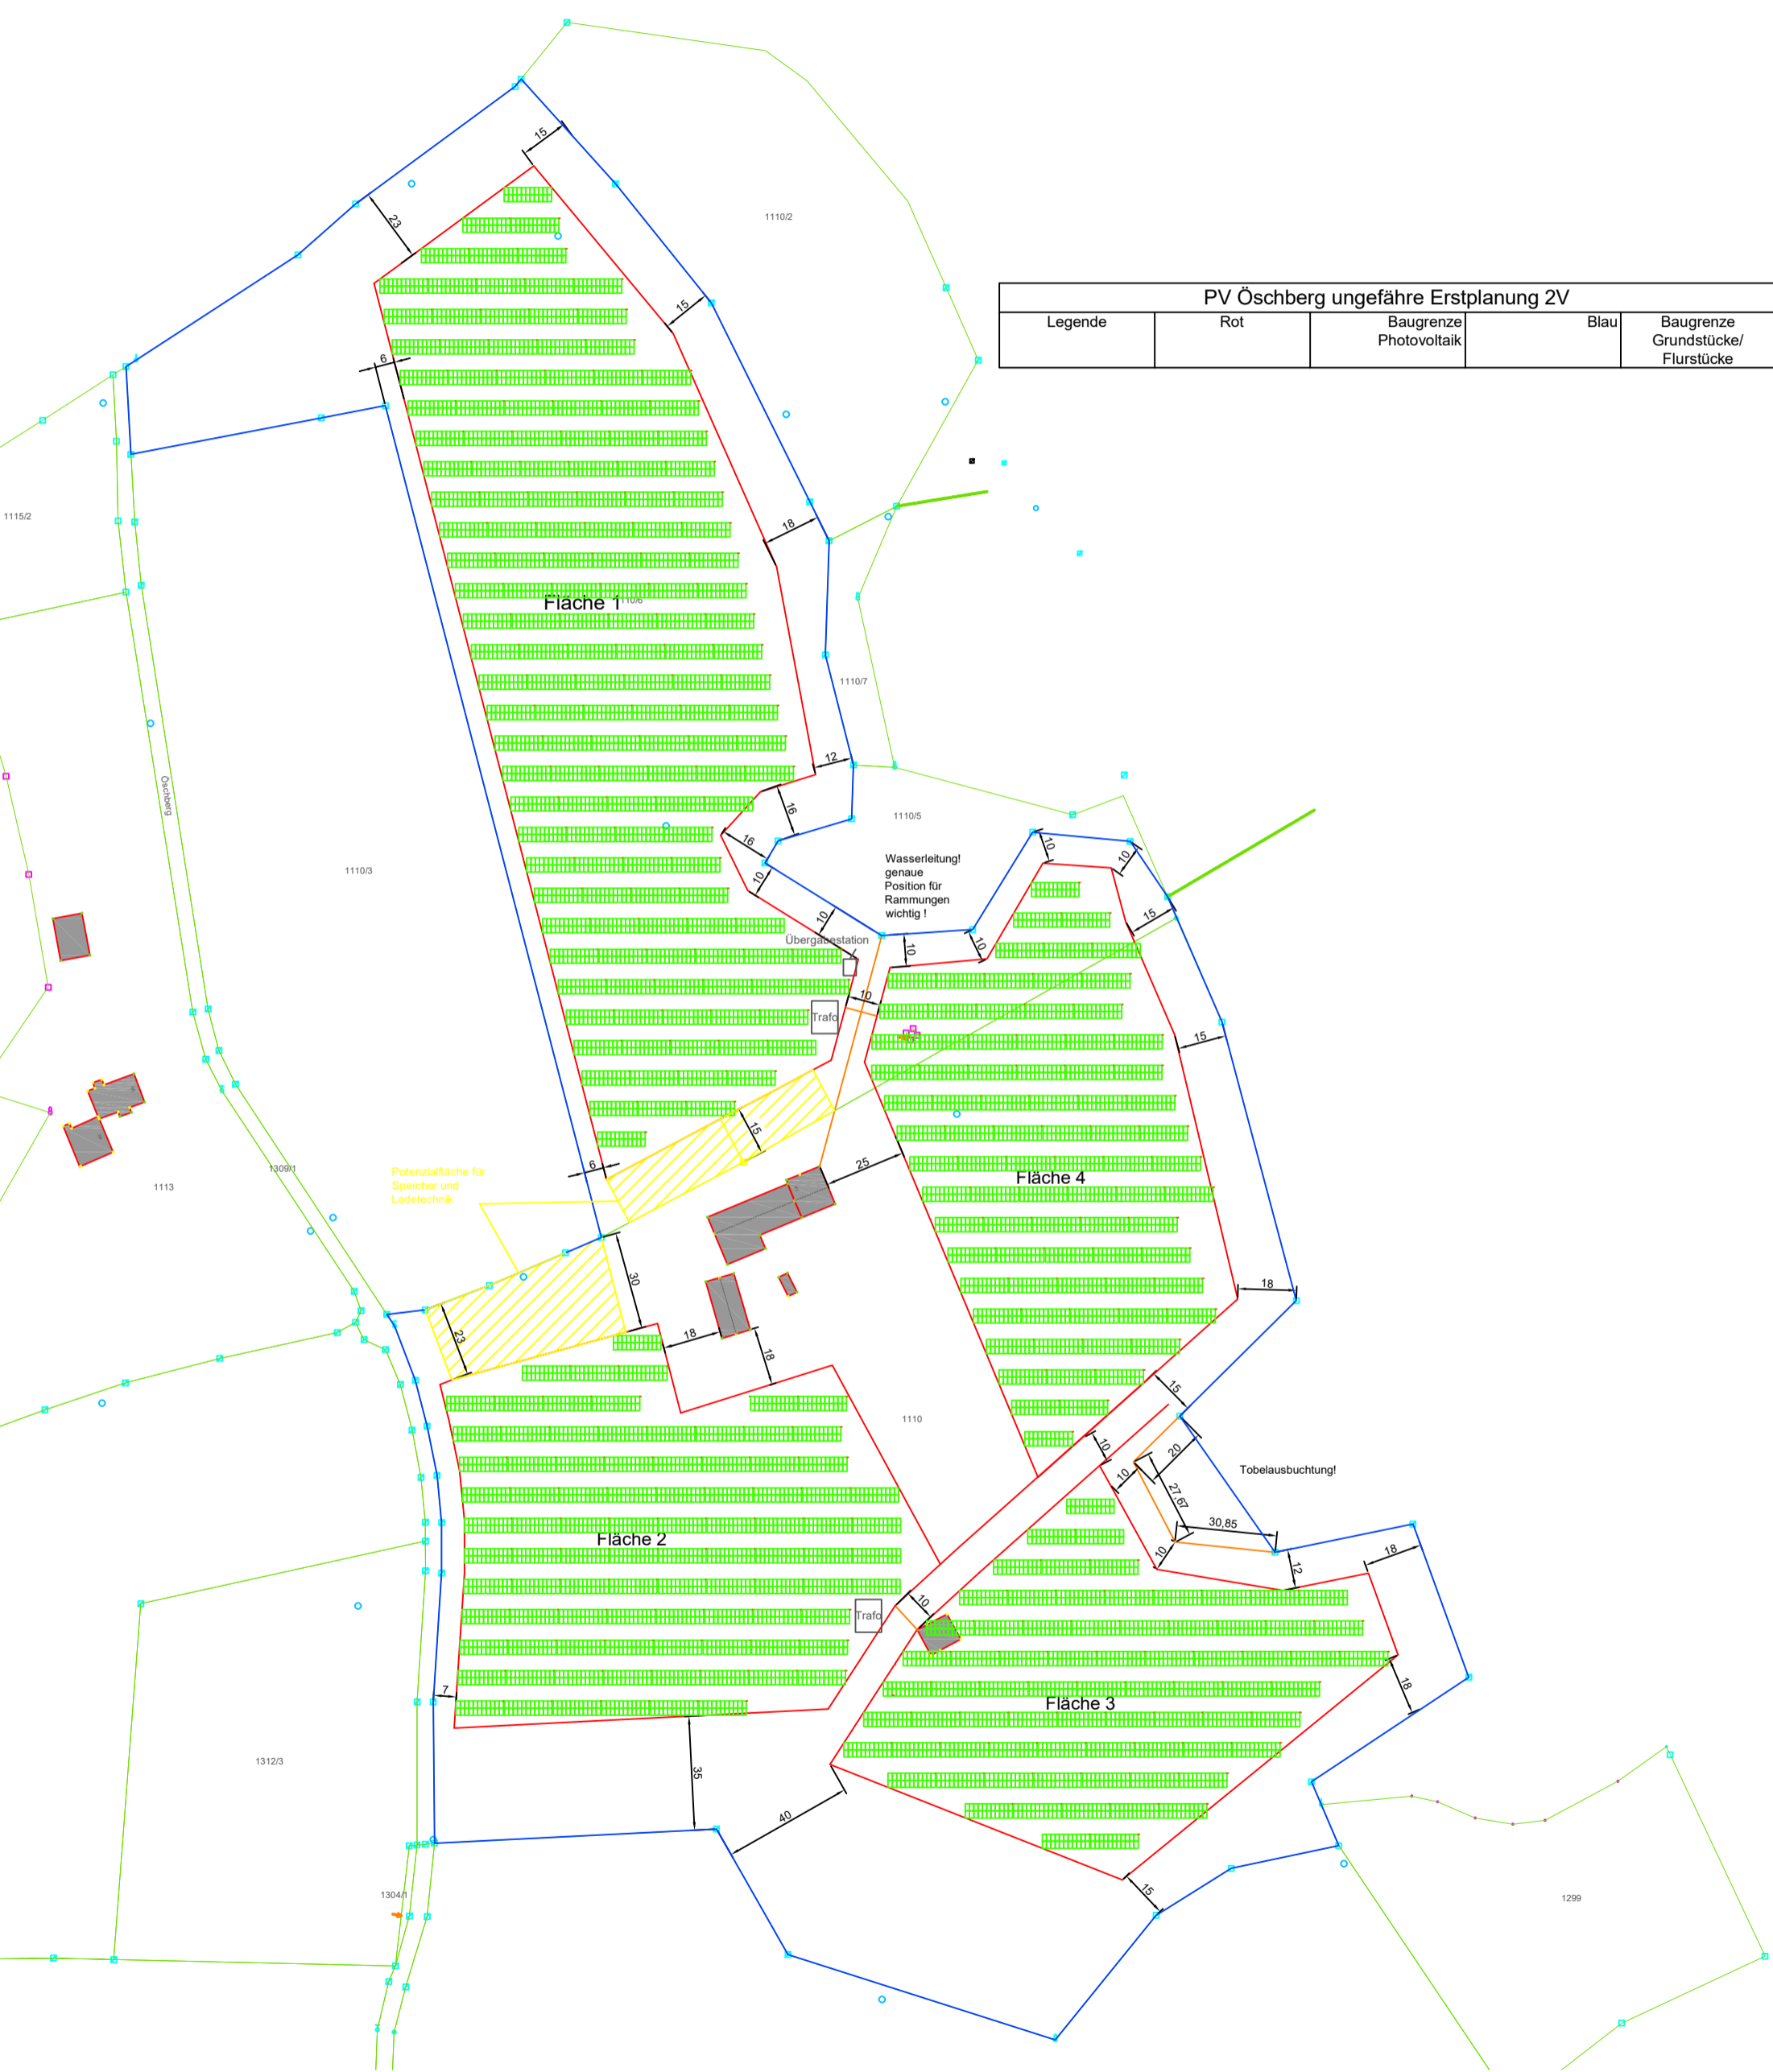 15
1110/2
23
PV Öschberg ungefähre Erstplanung 2V
Legende
Rot
Baugrenze
Photovoltaik
Blau
Baugrenze
Grundstücke/
Flurstücke
15
6
18
1115/2
Fläche 1
1110/6
1110/7
12
Öschberg
16
16
1110/5
10
10
10
10
10
15
1110/3
Wasserleitung!
genaue
Position für
Rammungen
wichtig !
Übergabestation
10
Trafo
15
15
25
6
Potenzialfläche für
Speicher und
Ladetechnik
1309/1
1113
Fläche 4
30
18
23
18
18
15
1110
10
20
10
Tobelausbuchtung!
27,67
30,85
10
12
18
Fläche 2
Trafo
10
7
Fläche 3
18
35
1312/3
40
15
1304/1
1299